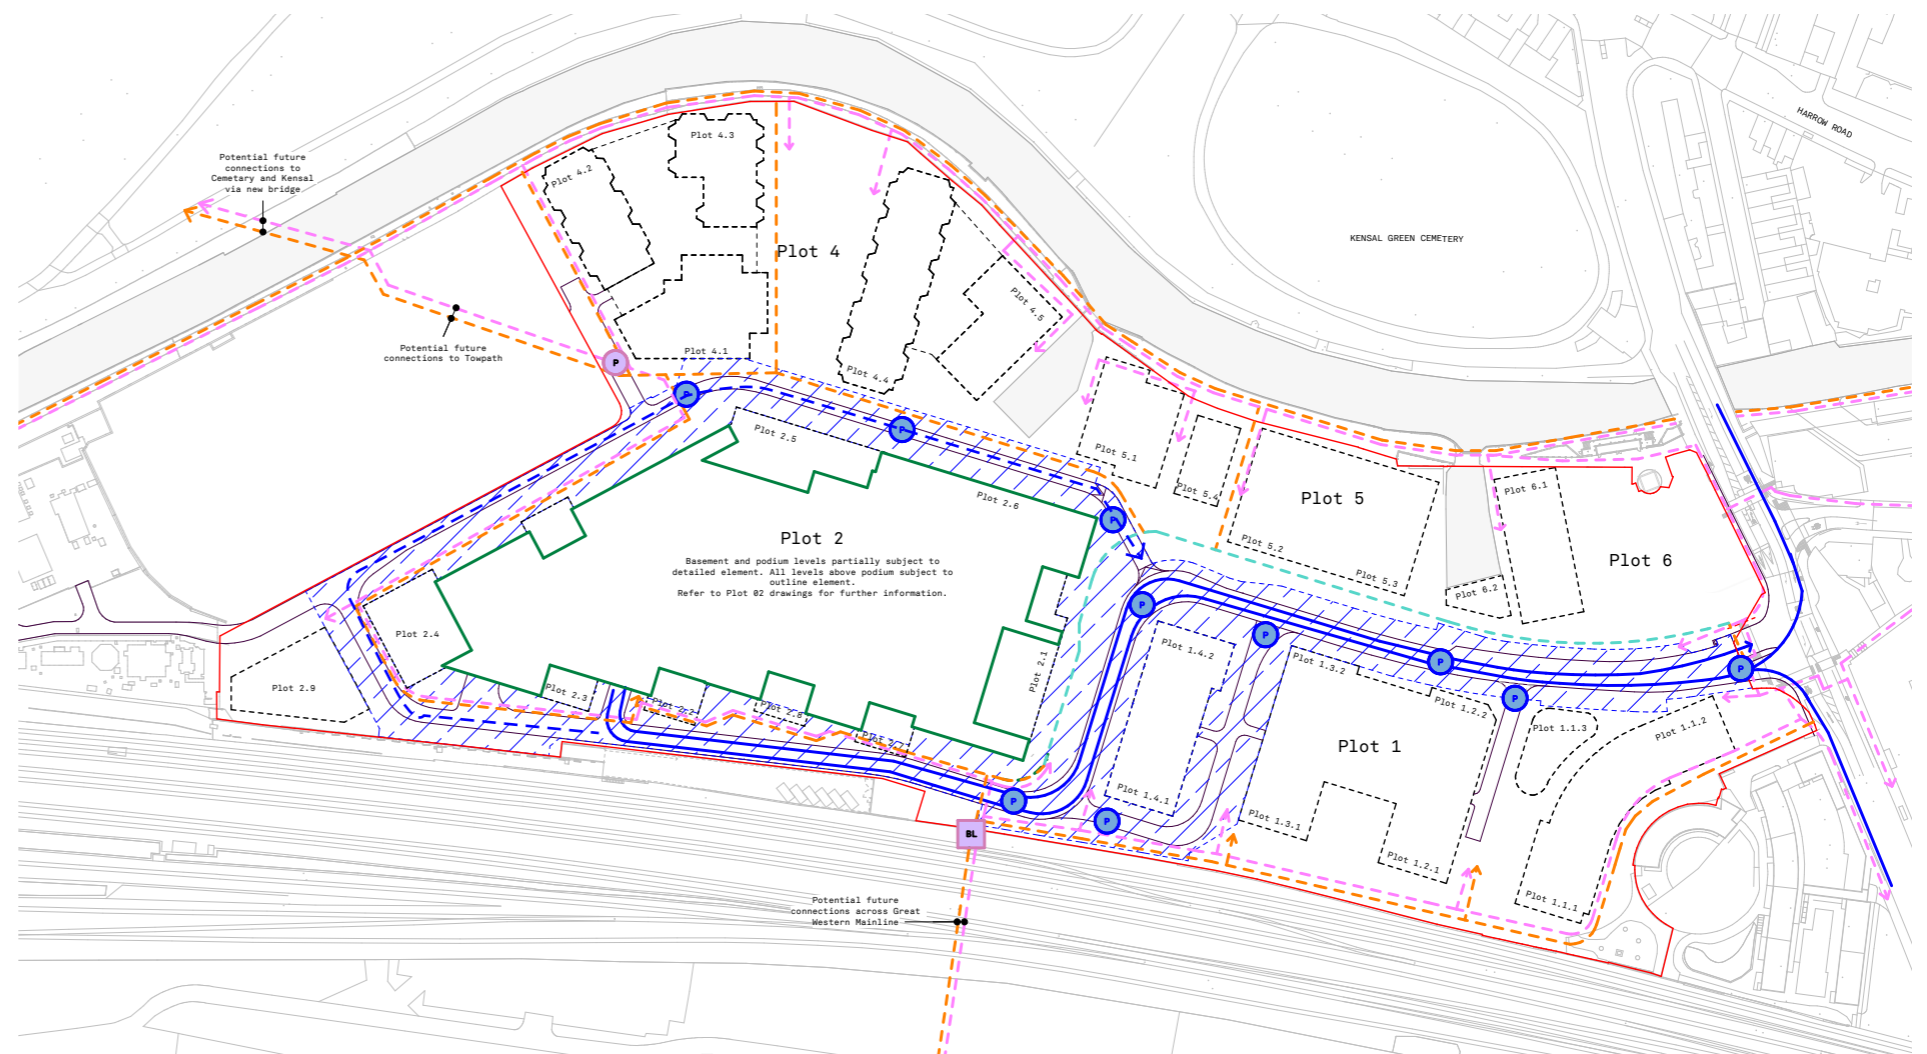 HARROW ROAD
Plot 4.3
Potential future
connections to
Cemetary and Kensal
via new bridge
Plot 4.2
KENSAL GREEN CEMETERY
Plot 4
Plot 4.5
Potential future
connections to Towpath
Plot 4.1
P
Plot 4.4
P
P
Plot 2.5
Plot 5.1
Plot 5.4
Plot 5
Plot 6.1
Plot 2.6
P
Plot 2
Plot 5.2
Basement and podium levels partially subject to
detailed element. All levels above podium subject to
outline element.
Refer to Plot 02 drawings for further information.
Plot 6
Plot 5.3
Plot 6.2
P
Plot 2.4
P
Plot 1.4.2
Plot 1.3.2
P
P
Plot 2.1
Plot 2.9
Plot 2.3
Plot 2.2
Plot 2.8
P
Plot 1.2.2
Plot 1.1.3
Plot 1.1.2
Plot 1
Plot 1.4.1
P
P
Plot 1.3.1
BL
Plot 1.2.1
Plot 1.1.1
Potential future
connections across Great
Western Mainline